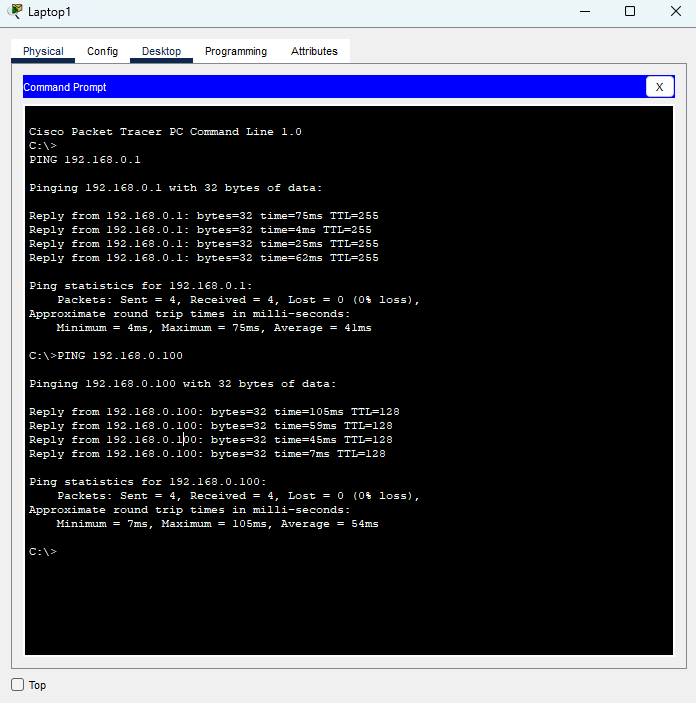 Laptop1
Physical Config Desktop Programming Attributes
Command Prompt X
Cisco Packet Tracer PC Command Line 1.0
C:\>
PING 192.168.0.1
Pinging 192.168.0.1 with 32 bytes of data:
Reply from 192.168.0.1: bytes=32 time=75ms TTL=255
Reply from 192.168.0.1: bytes=32 time=4ms TTL=255
Reply from 192.168.0.1: bytes=32 time=25ms TTL=255
Reply from 192.168.0.1: bytes=32 time=62ms TTL=255
Ping statistics for 192.168.0.1:
Packets: Sent = 4, Received = 4, Lost = 0 (0% loss),
Approximate round trip times in milli-seconds:
Minimum = 4ms, Maximum = 75ms, Average = 41ms
C:\>PING 192.168.0.100
Pinging 192.168.0.100 with 32 bytes of data:
Reply from 192.168.0.100: bytes=32 time=105ms TTL=128
Reply from 192.168.0.100: bytes=32 time=59ms TTL=128
Reply from 192.168.0.100: bytes=32 time=45ms TTL=128
Reply from 192.168.0.100: bytes=32 time=7ms TTL=128
Ping statistics for 192.168.0.100:
Packets: Sent = 4, Received = 4, Lost = 0 (0% loss),
Approximate round trip times in milli-seconds:
Minimum = 7ms, Maximum = 105ms, Average = 54ms
C:\>
Top